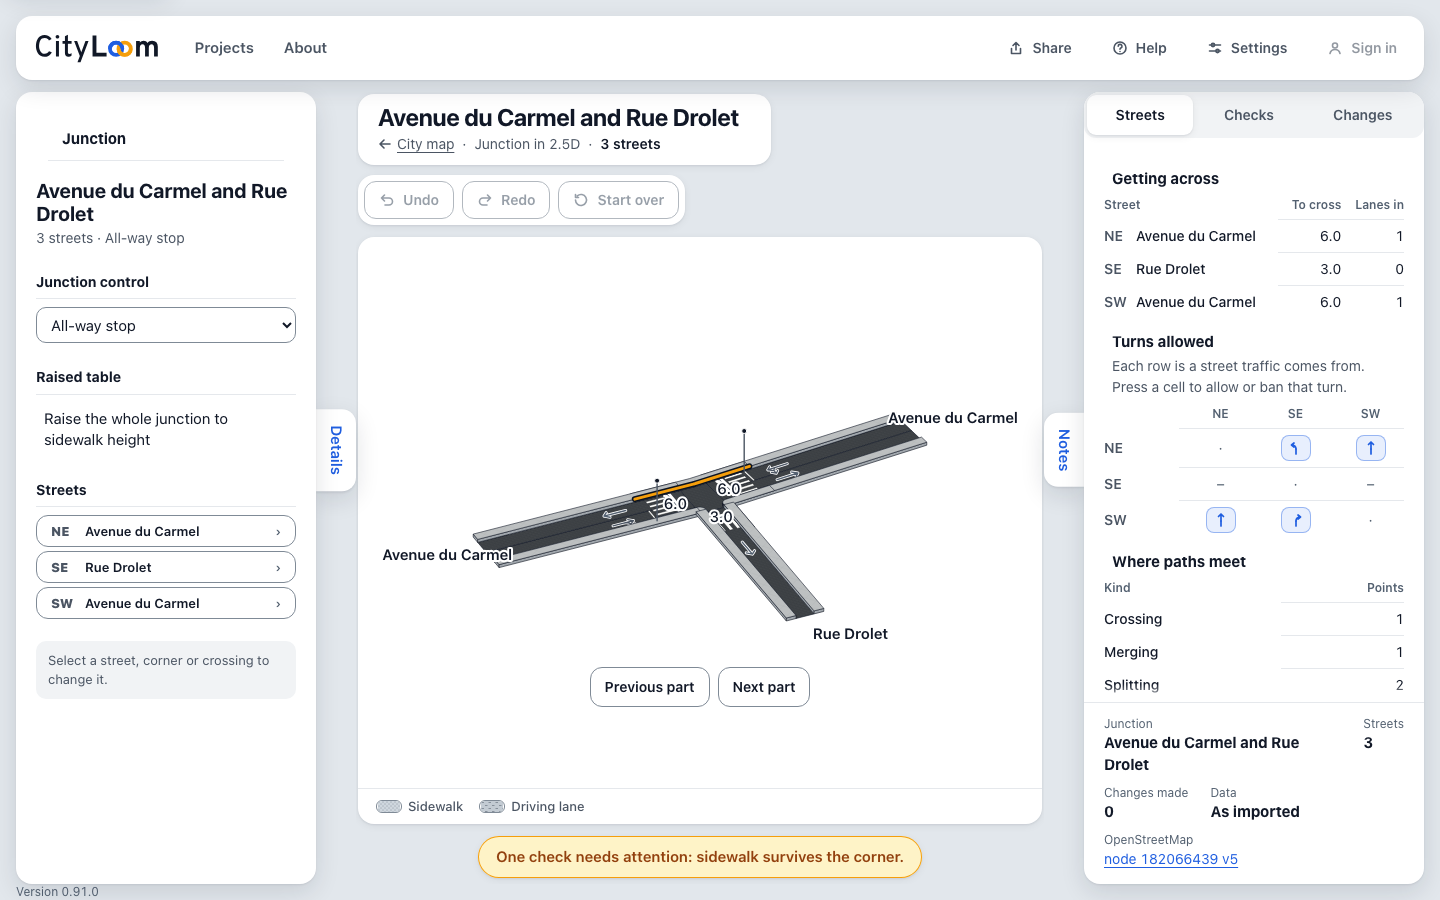 CityLoom
Projects
About
Share
Help
Settings
Sign in
Junction
Avenue du Carmel and Rue
Drolet
3 streets · All-way stop
Junction control
All-way stop
Raised table
Raise the whole junction to
sidewalk height
Streets
NE Avenue du Carmel ›
SE Rue Drolet ›
SW Avenue du Carmel ›
Select a street, corner or crossing to
change it.
Details
Avenue du Carmel and Rue Drolet
← City map · Junction in 2.5D · 3 streets
Undo
Redo
Start over
Avenue du Carmel
6.0
6.0
3.0
Avenue du Carmel
Rue Drolet
Previous part
Next part
Sidewalk
Driving lane
One check needs attention: sidewalk survives the corner.
Notes
Streets
Checks
Changes
Getting across
Street To cross Lanes in
NE Avenue du Carmel 6.0 1
SE Rue Drolet 3.0 0
SW Avenue du Carmel 6.0 1
Turns allowed
Each row is a street traffic comes from.
Press a cell to allow or ban that turn.
NE SE SW
NE · ↰ ↑
SE – · –
SW ↑ ↱ ·
Where paths meet
Kind Points
Crossing 1
Merging 1
Splitting 2
Junction Streets
Avenue du Carmel and Rue 3
Drolet
Changes made Data
0 As imported
OpenStreetMap
node 182066439 v5
Version 0.91.0